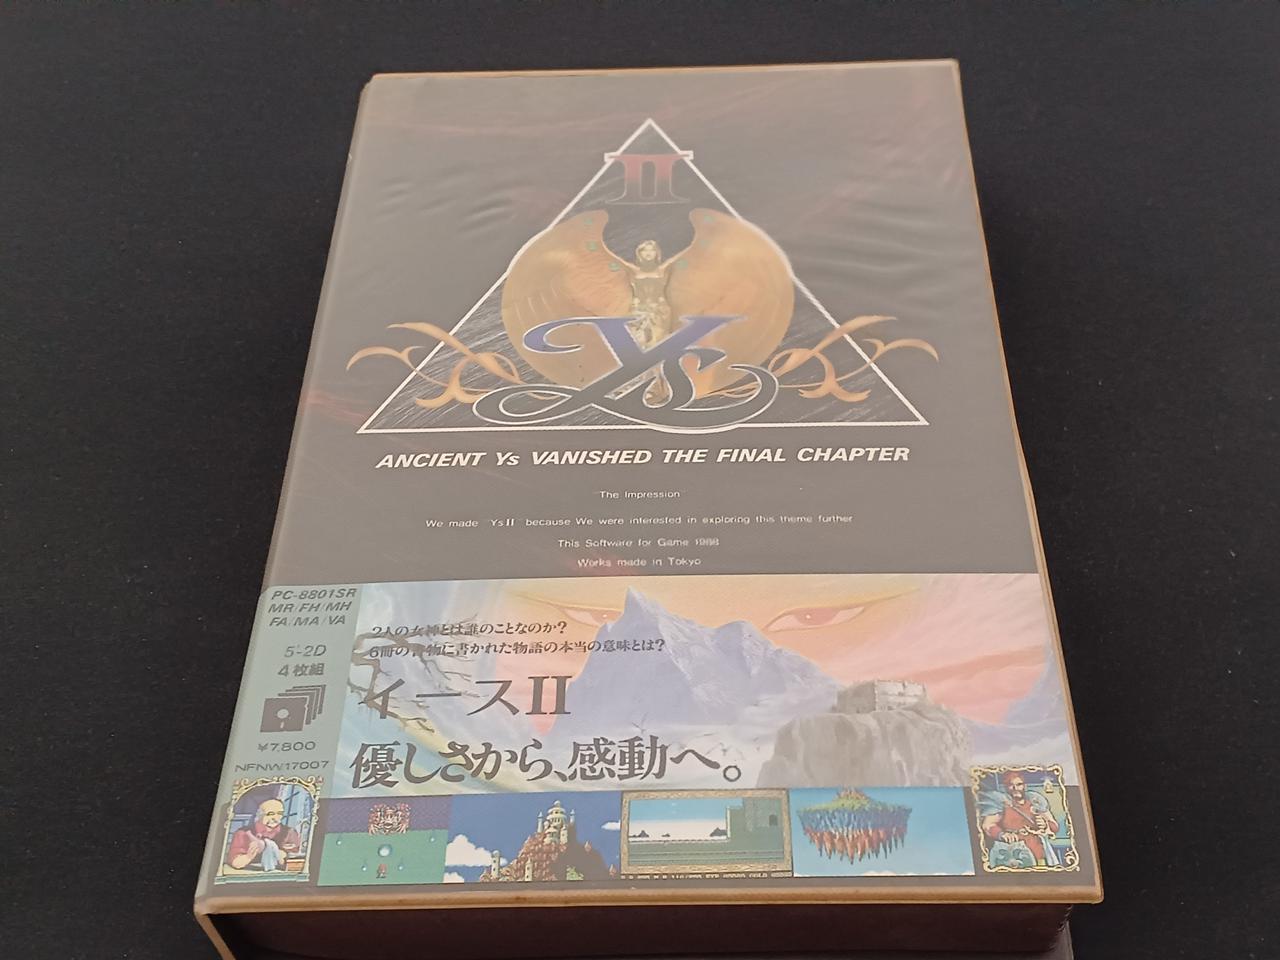 II
Ys
ANCIENT Ys VANISHED THE FINAL CHAPTER
"The Impression"
We made "Ys II" because We were interested in exploring this theme further
This Software for Game 1988
Works made in Tokyo
PC-8801SR
MR/FH/MH
FA/MA/VA
5"-2D
4枚組
¥7,800
NFNW17007
2人の女神とは誰のことなのか?
6冊の書物に書かれた物語の本当の意味とは?
イースII
優しさから、感動へ。